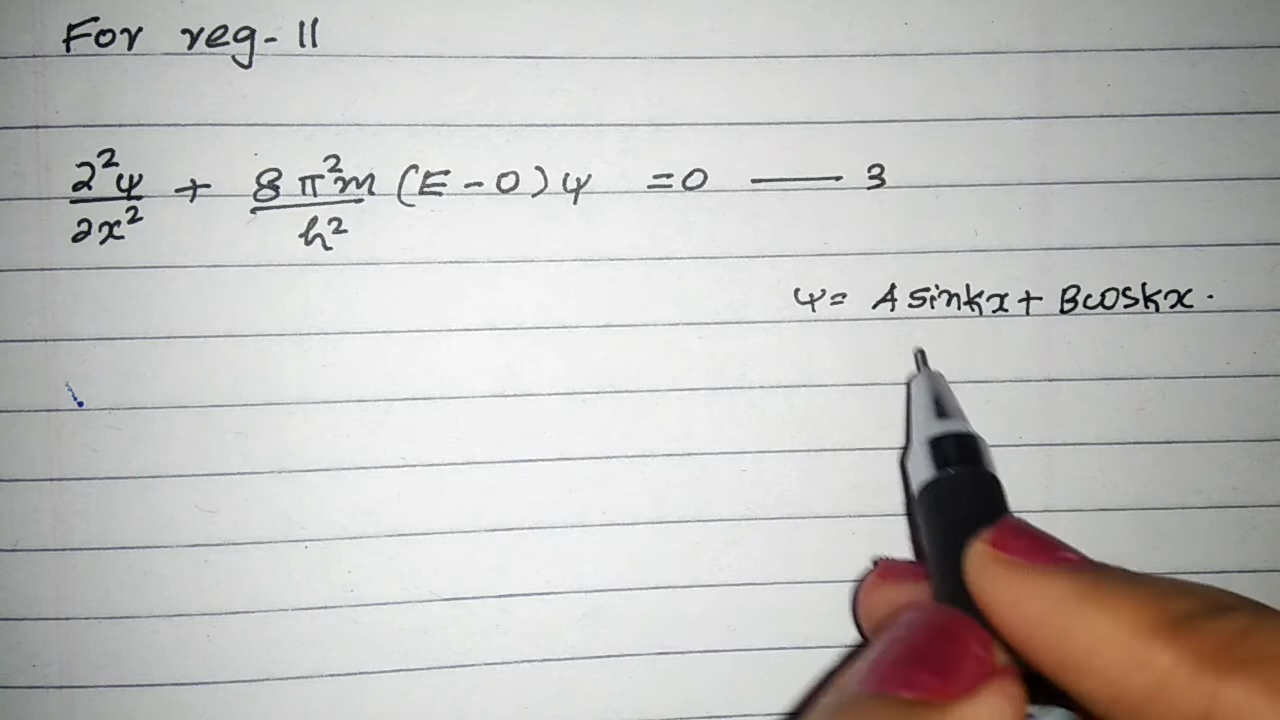 For reg-II
∂²ψ/∂x² + 8π²m/h² (E-0)ψ =0 — 3
ψ= A sinkx + Bcoskx.